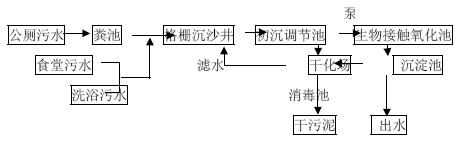 泵
公厕污水 粪池 格栅沉沙井 初沉调节池 生物接触氧化池
食堂污水 滤水 干化场 沉淀池
洗浴污水 消毒池
干污泥 出水